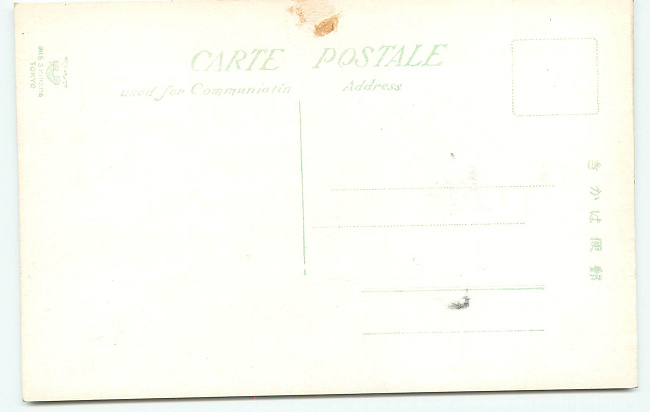 CARTE POSTALE
used for Communiatin
Address
きかは便郵
TOKYO